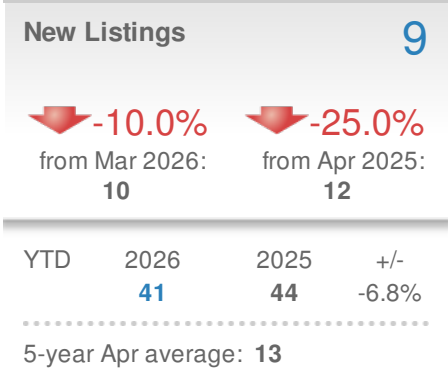 New Listings 9
-10.0% -25.0%
from Mar 2026: from Apr 2025:
10 12
YTD 2026 2025 +/-
41 44 -6.8%
5-year Apr average: 13